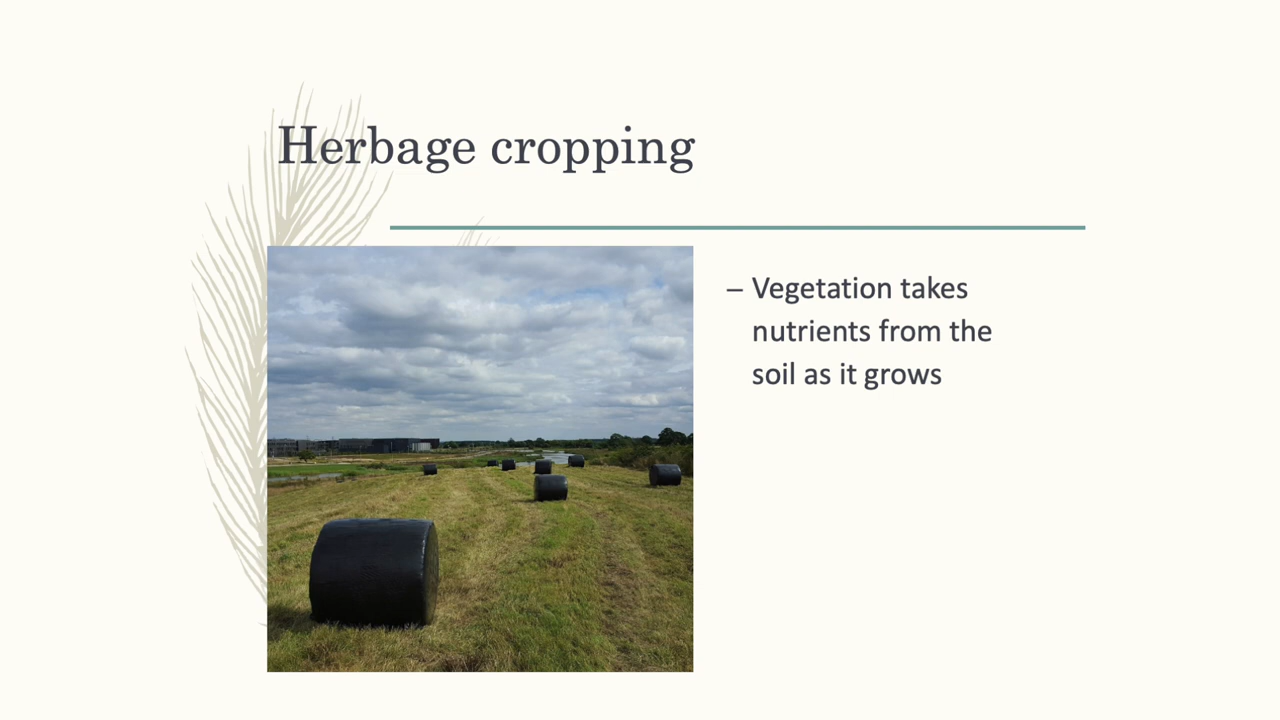 Herbage cropping
– Vegetation takes
nutrients from the
soil as it grows